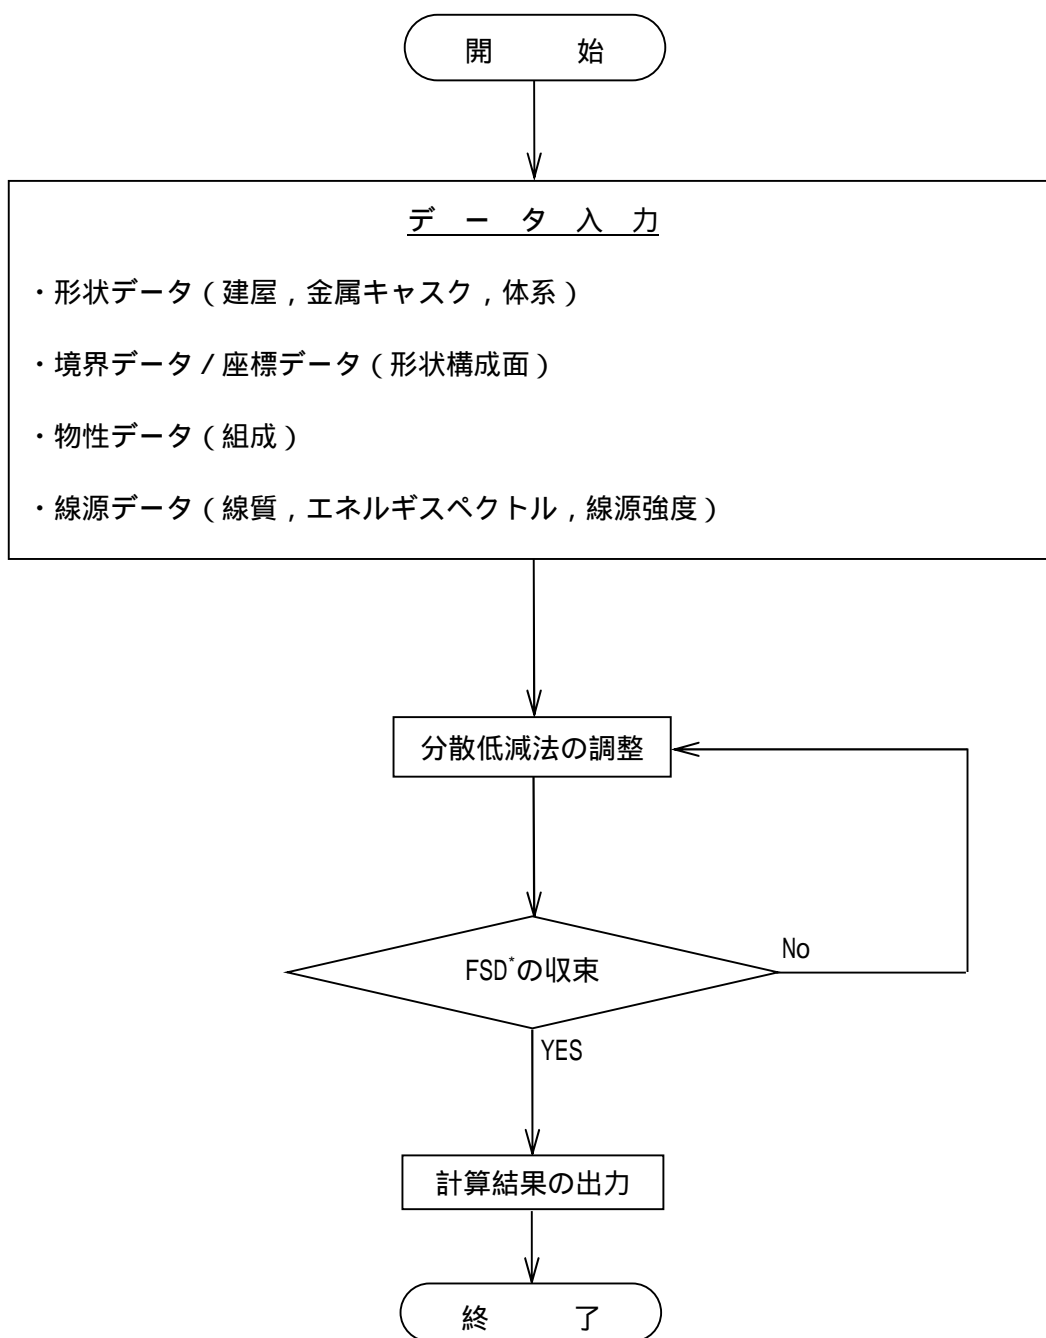 開 始
デ ー タ 入 力
・形状データ(建屋,金属キャスク,体系)
・境界データ/座標データ(形状構成面)
・物性データ(組成)
・線源データ(線質,エネルギスペクトル,線源強度)
分散低減法の調整
FSD*の収束
No
YES
計算結果の出力
終 了